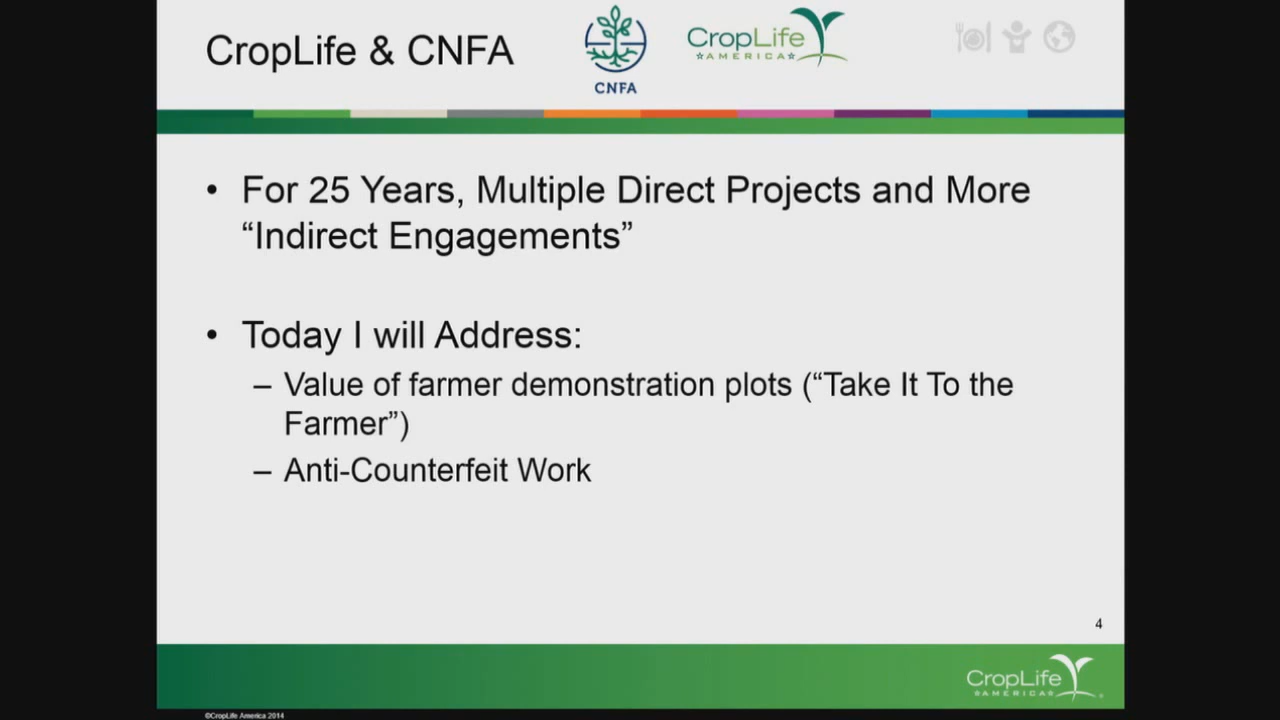 CropLife & CNFA
CNFA
CropLife
AMERICA
• For 25 Years, Multiple Direct Projects and More
“Indirect Engagements”
• Today I will Address:
– Value of farmer demonstration plots (“Take It To the
Farmer”)
– Anti-Counterfeit Work
4
CropLife
AMERICA
©CropLife America 2014